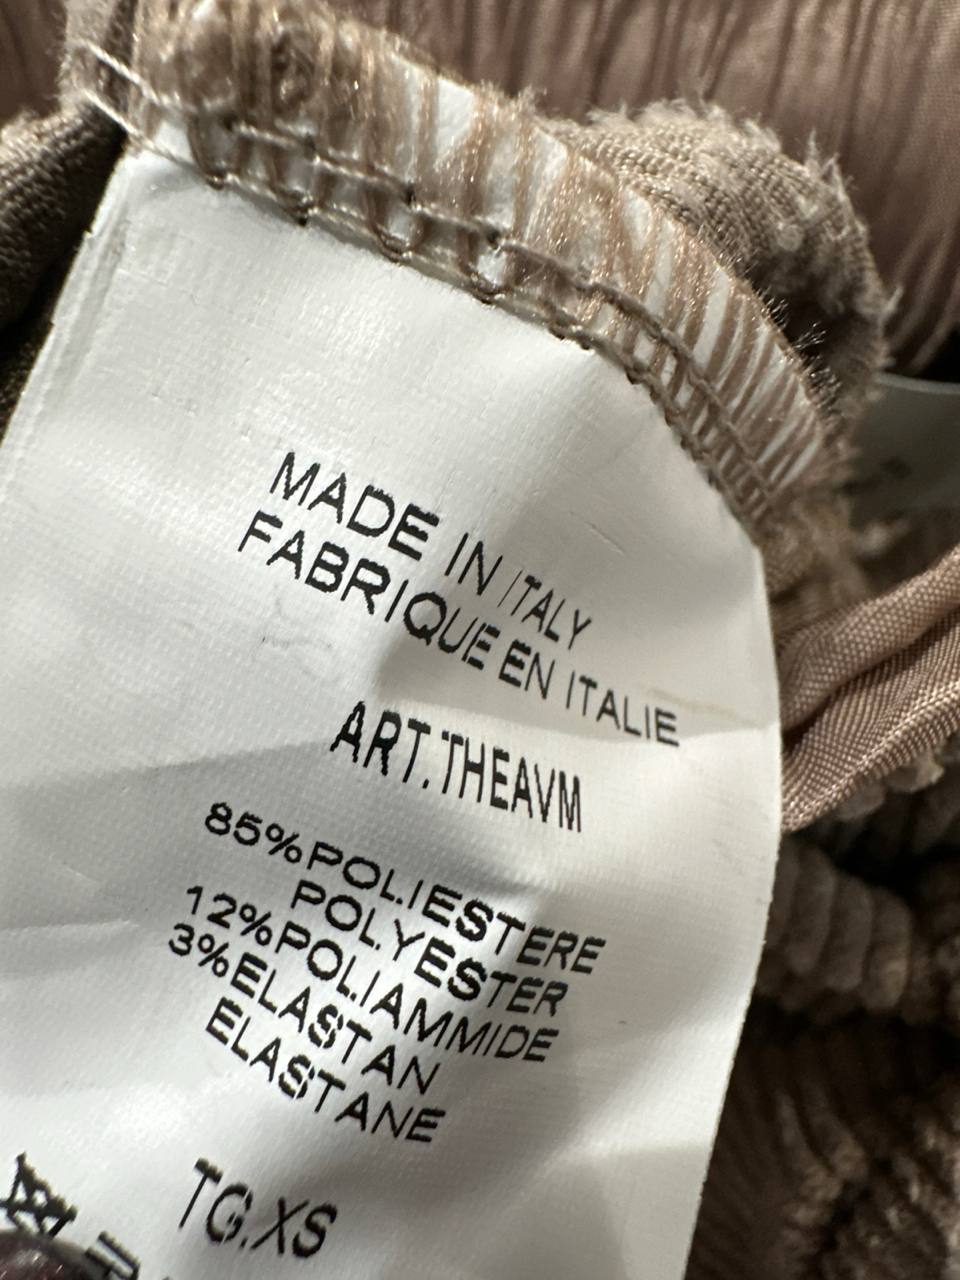 MADE IN ITALY
FABRIQUE EN ITALIE
ART.THEAVM
85%POLIESTERE
POLYESTER
12%POLIAMMIDE
3%ELASTAN
ELASTANE
TG.XS